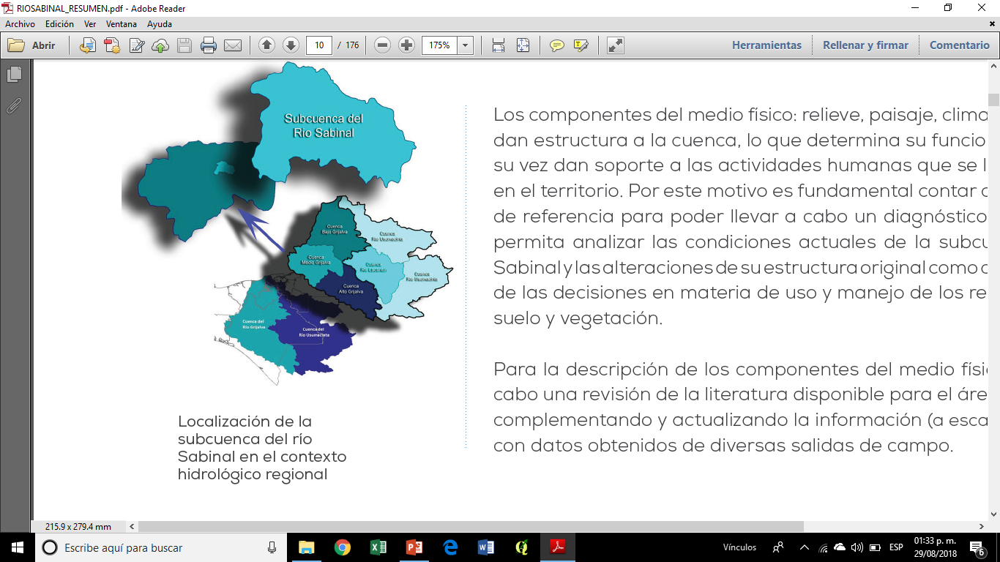 RIOSABINAL_RESUMEN.pdf - Adobe Reader
Archivo Edición Ver Ventana Ayuda
Abrir
10 / 176
175%
Herramientas
Rellenar y firmar
Comentario
Subcuenca del
Rio Sabinal
Cuenca
Bajo Grijalva
Cuenca
Rio Usumacinta
Cuenca
Medio Grijalva
Cuenca
Rio Lacantun
Cuenca
Rio Usumacinta
Cuenca
Alto Grijalva
Cuenca del
Río Grijalva
Cuenca del
Río Usumacinta
Localización de la
subcuenca del río
Sabinal en el contexto
hidrológico regional
Los componentes del medio físico: relieve, paisaje, clima
dan estructura a la cuenca, lo que determina su funcio
su vez dan soporte a las actividades humanas que se l
en el territorio. Por este motivo es fundamental contar c
de referencia para poder llevar a cabo un diagnóstico
permita analizar las condiciones actuales de la subcu
Sabinal y las alteraciones de su estructura original como c
de las decisiones en materia de uso y manejo de los re
suelo y vegetación.
Para la descripción de los componentes del medio físi
cabo una revisión de la literatura disponible para el áre
complementando y actualizando la información (a esca
con datos obtenidos de diversas salidas de campo.
215.9 x 279.4 mm
Escribe aquí para buscar
Vínculos
ESP
01:33 p. m.
29/08/2018
6